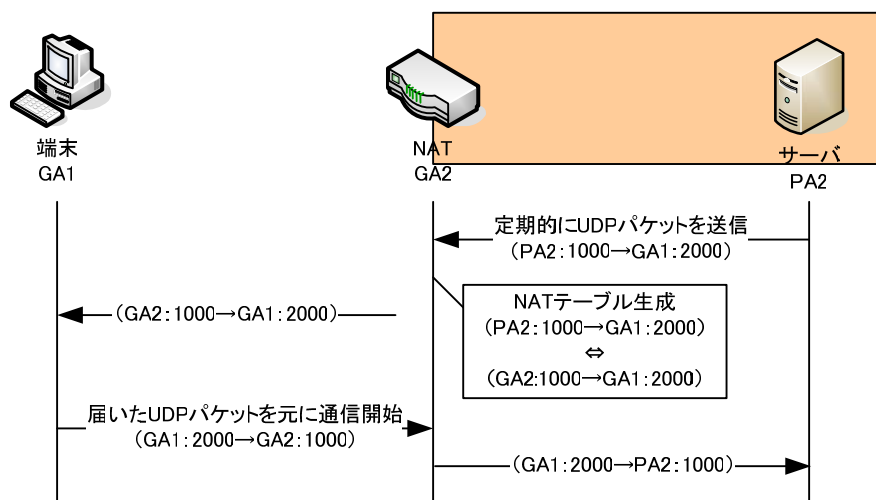 端末
GA1
NAT
GA2
サーバ
PA2
定期的にUDPパケットを送信
(PA2:1000→GA1:2000)
NATテーブル生成
(PA2:1000→GA1:2000)
⇔
(GA2:1000→GA1:2000)
(GA2:1000→GA1:2000)
届いたUDPパケットを元に通信開始
(GA1:2000→GA2:1000)
(GA1:2000→PA2:1000)